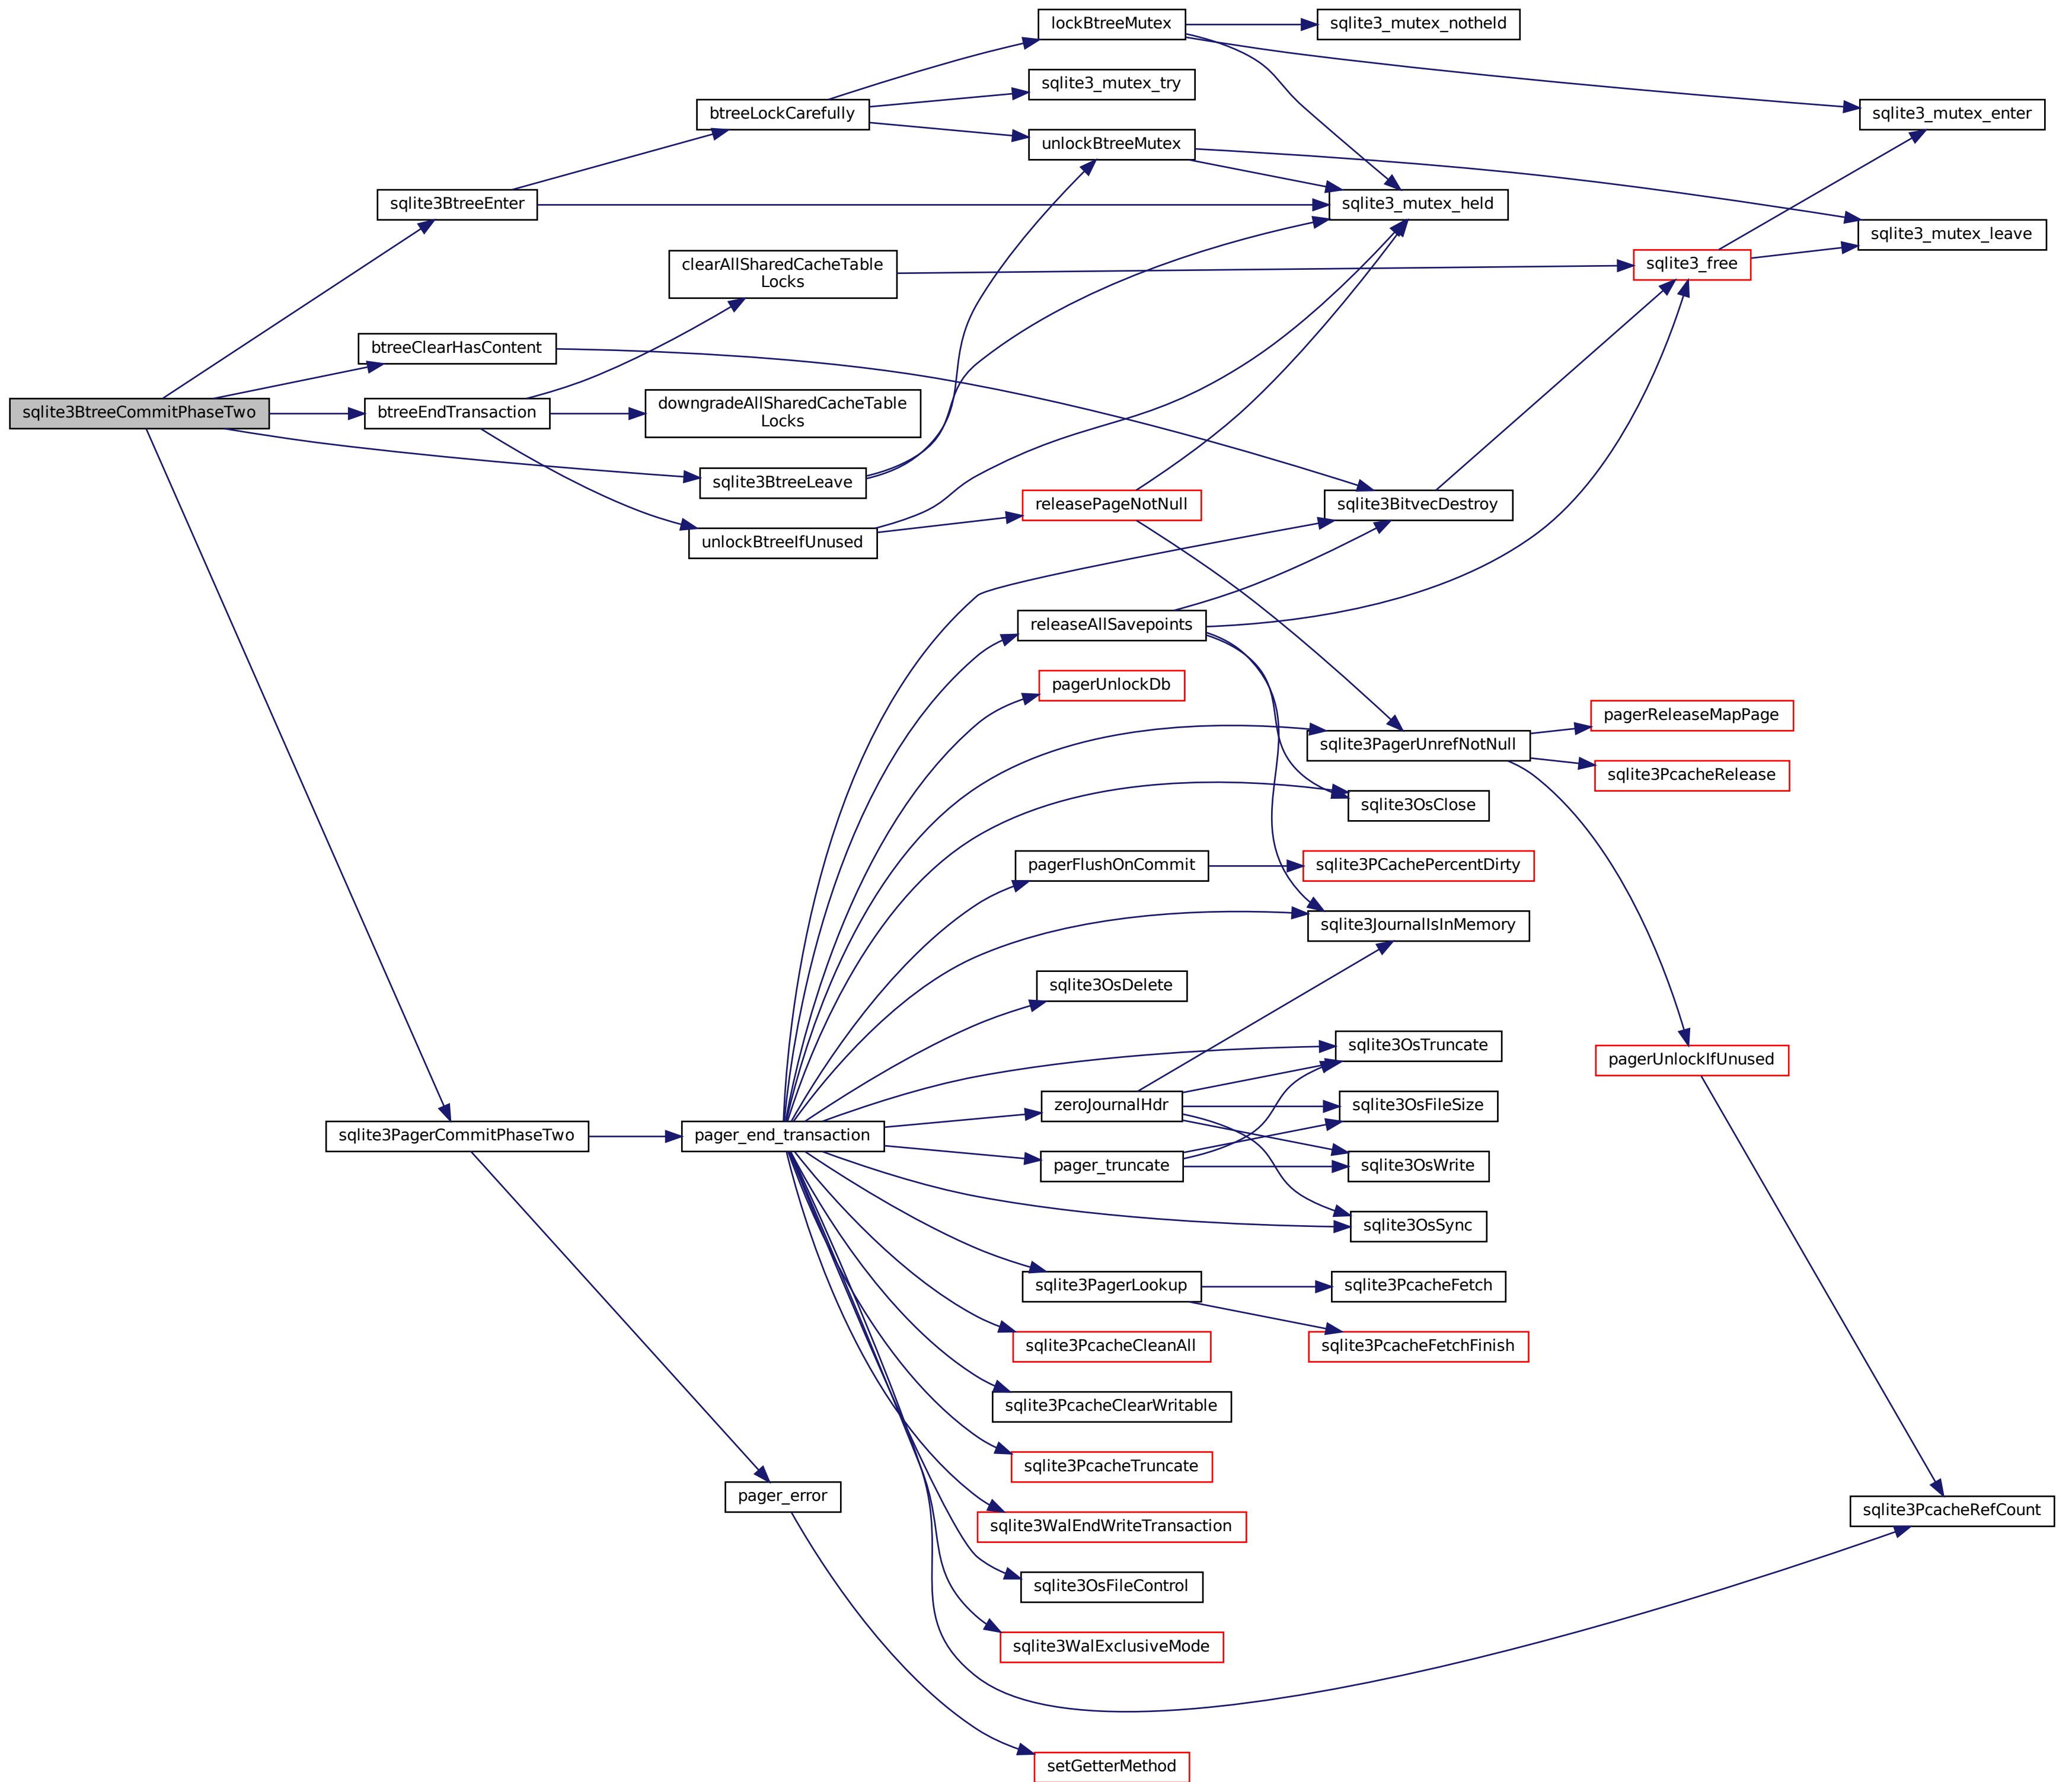 lockBtreeMutex
sqlite3_mutex_notheld
sqlite3_mutex_try
btreeLockCarefully
sqlite3_mutex_enter
unlockBtreeMutex
sqlite3BtreeEnter
sqlite3_mutex_held
sqlite3_mutex_leave
clearAllSharedCacheTable
Locks
sqlite3_free
btreeClearHasContent
sqlite3BtreeCommitPhaseTwo
btreeEndTransaction
downgradeAllSharedCacheTable
Locks
sqlite3BtreeLeave
releasePageNotNull
sqlite3BitvecDestroy
unlockBtreeIfUnused
releaseAllSavepoints
pagerUnlockDb
pagerReleaseMapPage
sqlite3PagerUnrefNotNull
sqlite3PcacheRelease
sqlite3OsClose
pagerFlushOnCommit
sqlite3PCachePercentDirty
sqlite3JournalIsInMemory
sqlite3OsDelete
sqlite3OsTruncate
pagerUnlockIfUnused
zeroJournalHdr
sqlite3OsFileSize
sqlite3PagerCommitPhaseTwo
pager_end_transaction
pager_truncate
sqlite3OsWrite
sqlite3OsSync
sqlite3PagerLookup
sqlite3PcacheFetch
sqlite3PcacheCleanAll
sqlite3PcacheFetchFinish
sqlite3PcacheClearWritable
sqlite3PcacheTruncate
pager_error
sqlite3PcacheRefCount
sqlite3WalEndWriteTransaction
sqlite3OsFileControl
sqlite3WalExclusiveMode
setGetterMethod